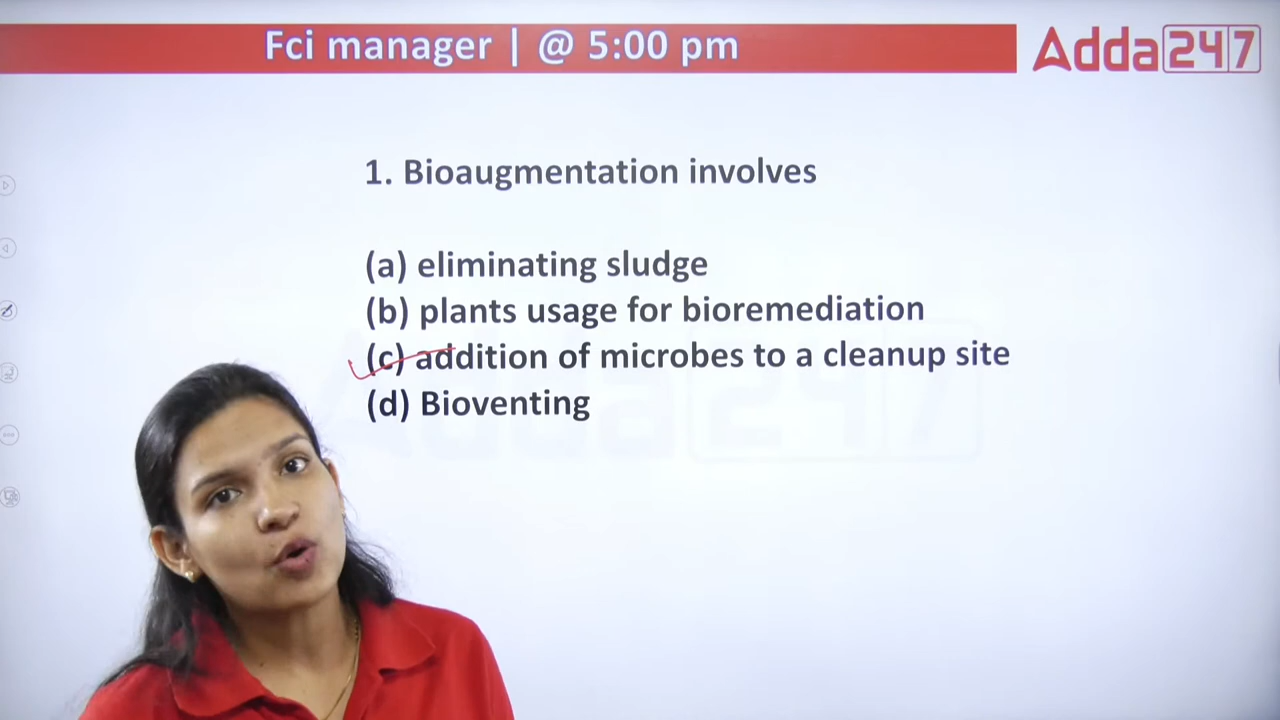 Fci manager | @ 5:00 pm
Adda247
1. Bioaugmentation involves
(a) eliminating sludge
(b) plants usage for bioremediation
(c) addition of microbes to a cleanup site
(d) Bioventing
Adda247